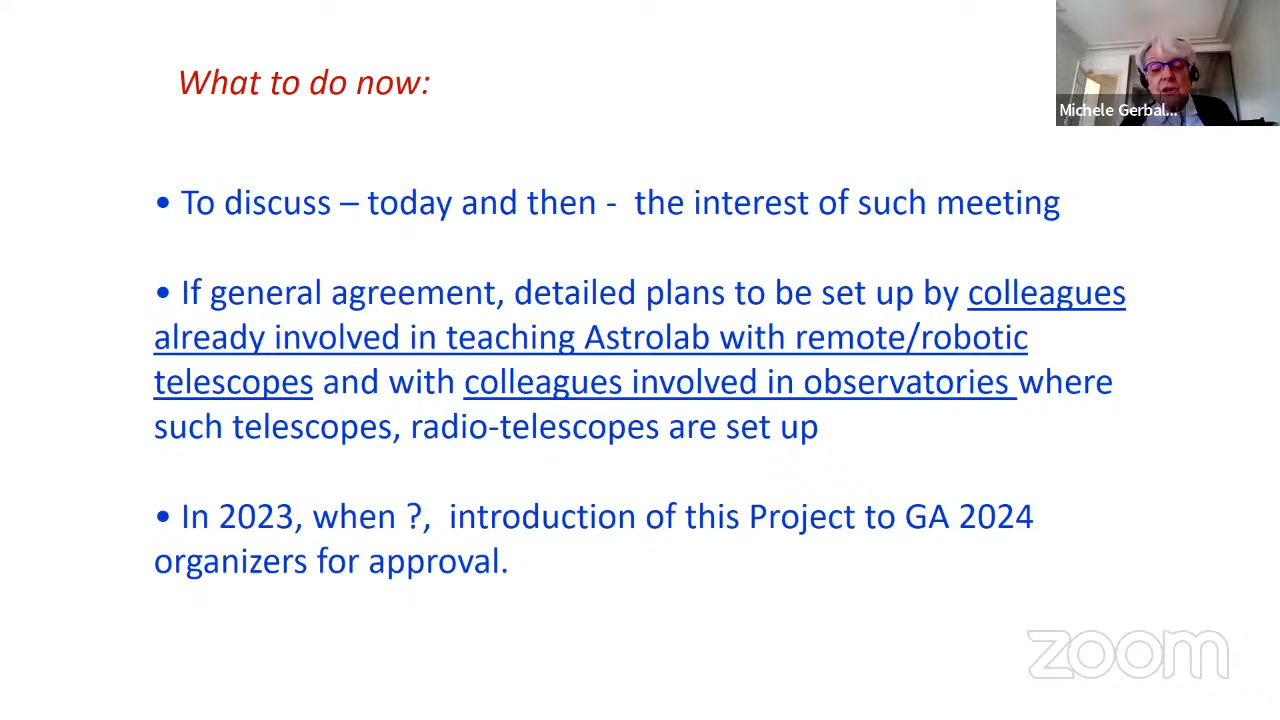 What to do now:
Michele Gerbal...
• To discuss – today and then -  the interest of such meeting
• If general agreement, detailed plans to be set up by colleagues
already involved in teaching Astrolab with remote/robotic
telescopes and with colleagues involved in observatories where
such telescopes, radio-telescopes are set up
• In 2023, when ?,  introduction of this Project to GA 2024
organizers for approval.
zoom